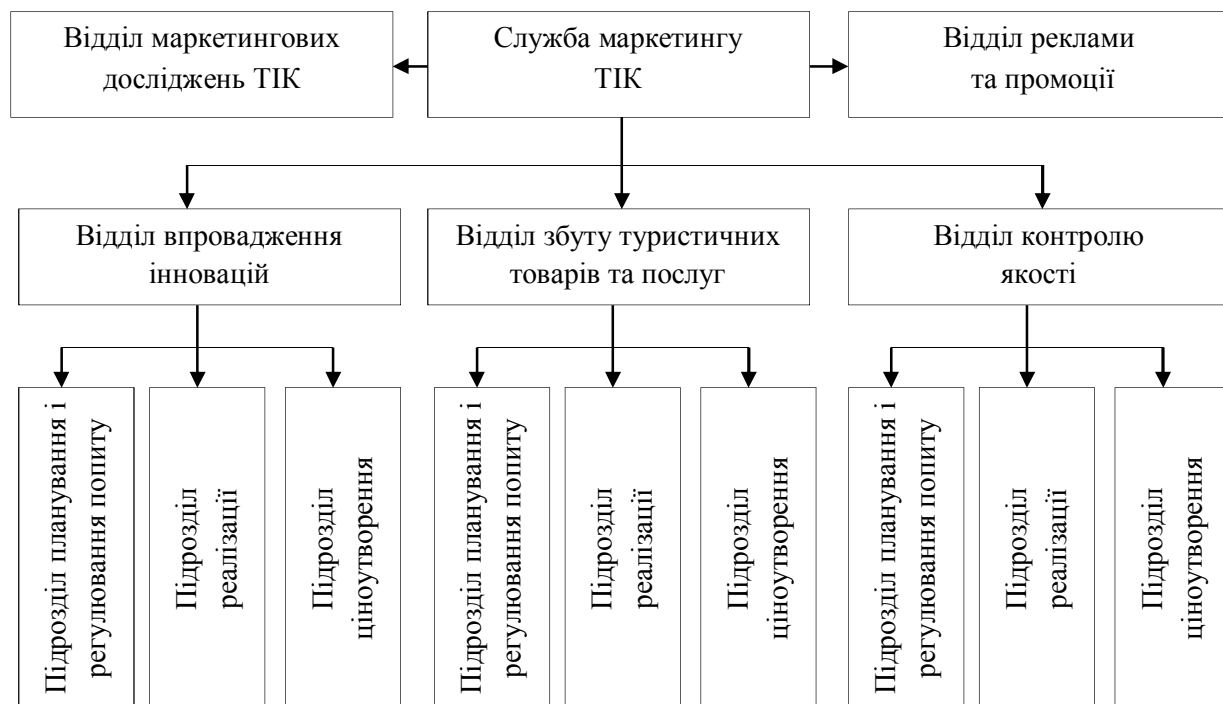 Відділ маркетингових
досліджень ТІК
Служба маркетингу
ТІК
Відділ реклами
та промоції
Відділ впровадження
інновацій
Відділ збуту туристичних
товарів та послуг
Відділ контролю
якості
Підрозділ планування і
регулювання попиту
Підрозділ
реалізації
Підрозділ
ціноутворення
Підрозділ планування і
регулювання попиту
Підрозділ
реалізації
Підрозділ
ціноутворення
Підрозділ планування і
регулювання попиту
Підрозділ
реалізації
Підрозділ
ціноутворення